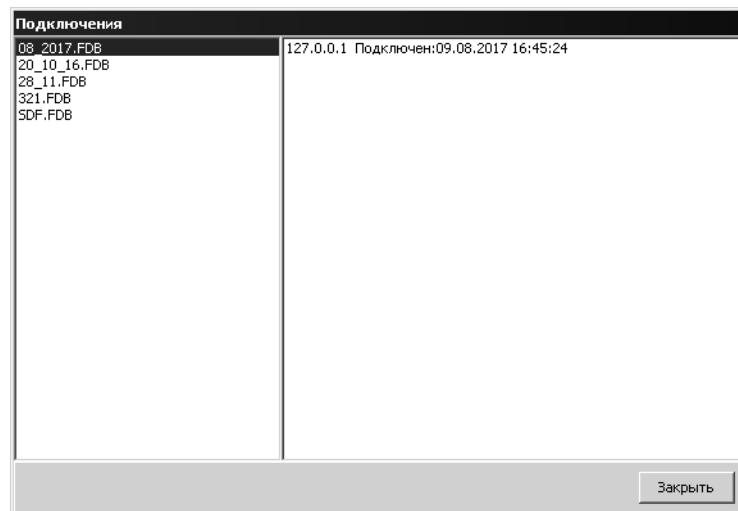 Подключения
08_2017.FDB
20_10_16.FDB
28_11.FDB
321.FDB
SDF.FDB
127.0.0.1 Подключен:09.08.2017 16:45:24
Закрыть